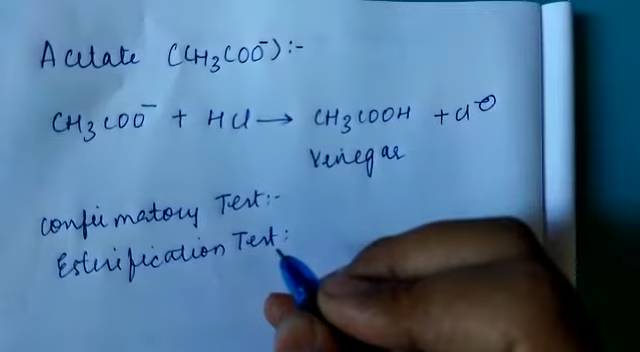 Acetate (CH3COO⁻):-
CH3COO⁻ + HCl → CH3COOH + Cl⊖
Vinegar
Confirmatory Test:-
Esterification Test: